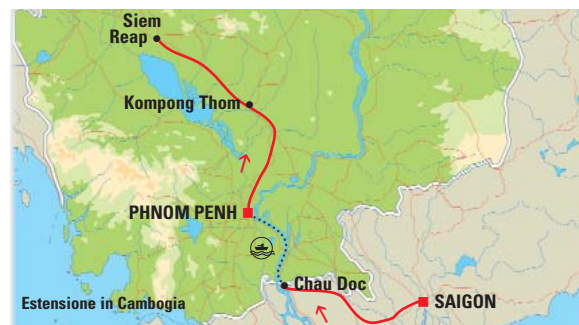 Siem
Reap
Kompong Thom
PHNOM PENH
Chau Doc
SAIGON
Estensione in Cambogia